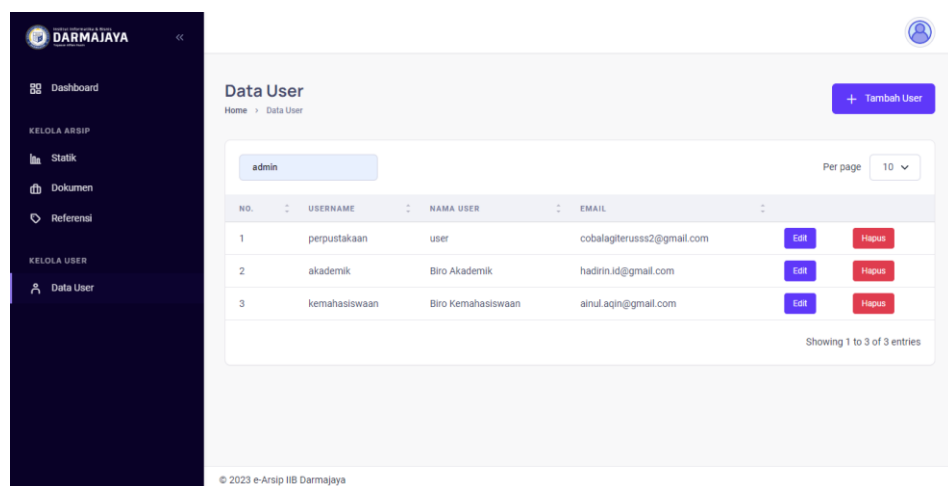 Institut Informatika & Bisnis
DARMAJAYA
Dashboard
KELOLA ARSIP
Statik
Dokumen
Referensi
KELOLA USER
Data User
Data User
Home > Data User
+ Tambah User
admin
Per page 10
NO. USERNAME NAMA USER EMAIL
1 perpustakaan user cobalagiterusss2@gmail.com Edit Hapus
2 akademik Biro Akademik hadirin.id@gmail.com Edit Hapus
3 kemahasiswaan Biro Kemahasiswaan ainul.aqin@gmail.com Edit Hapus
Showing 1 to 3 of 3 entries
© 2023 e-Arsip IIB Darmajaya